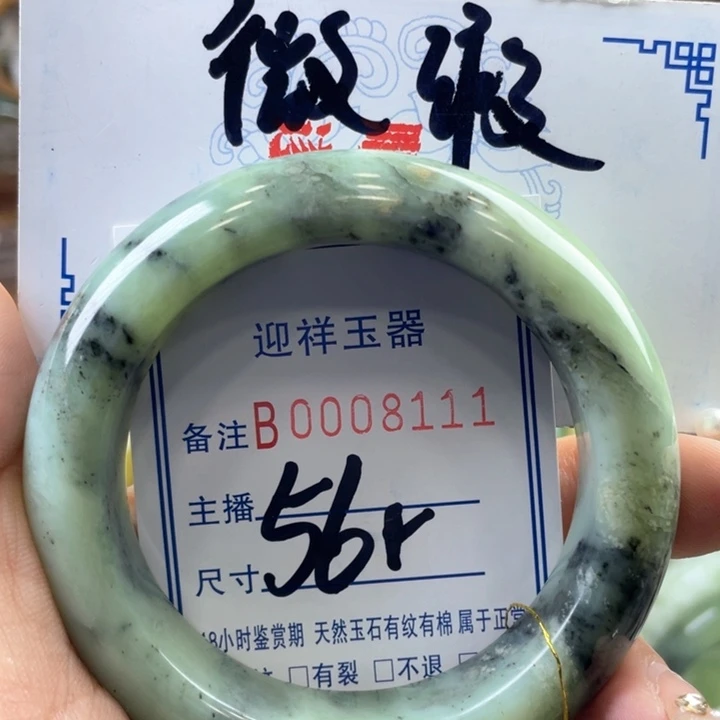 微瑕
迎祥玉器
备注B0008111
主播
尺寸 56+
48小时鉴赏期 天然玉石有纹有棉 属于正常
□有裂 □不退